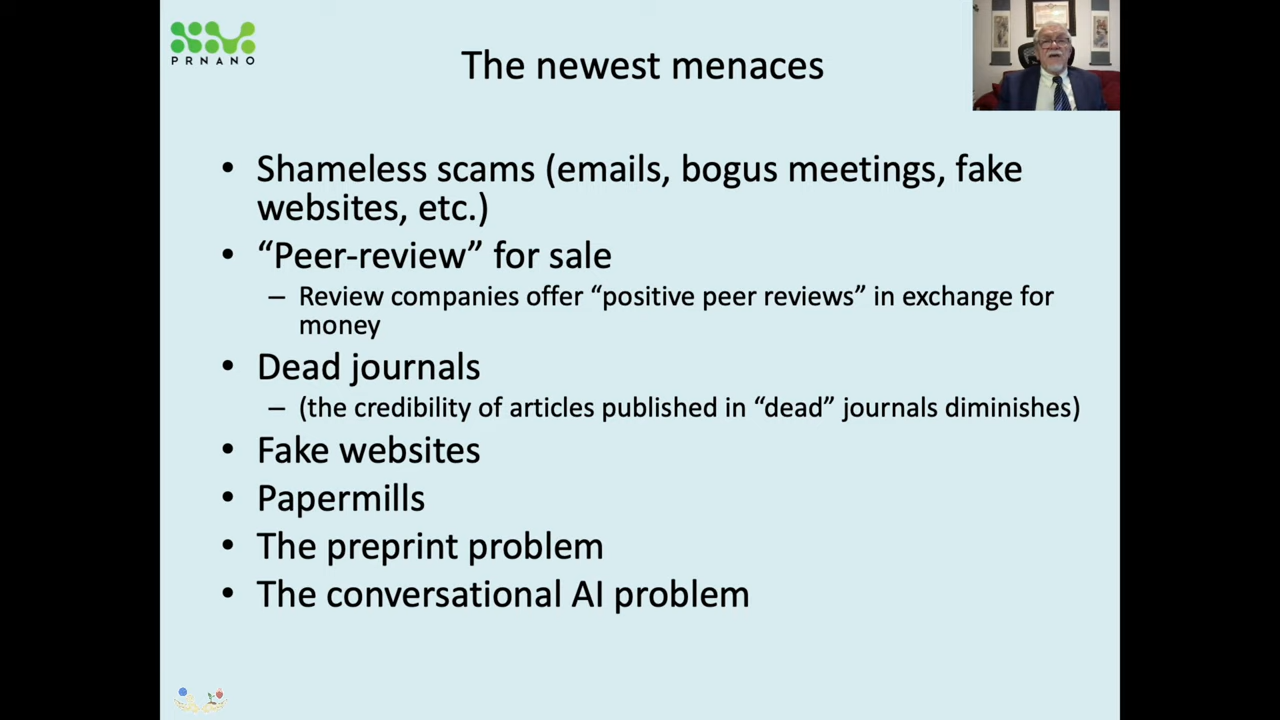 PRNANO
The newest menaces
• Shameless scams (emails, bogus meetings, fake
websites, etc.)
• “Peer-review” for sale
– Review companies offer “positive peer reviews” in exchange for
money
• Dead journals
– (the credibility of articles published in “dead” journals diminishes)
• Fake websites
• Papermills
• The preprint problem
• The conversational AI problem